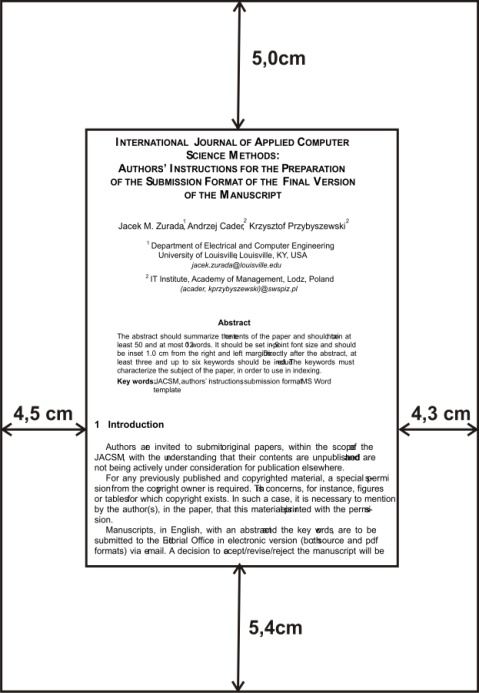 5,0cm
INTERNATIONAL JOURNAL OF APPLIED COMPUTER
SCIENCE METHODS:
AUTHORS' INSTRUCTIONS FOR THE PREPARATION
OF THE SUBMISSION FORMAT OF THE FINAL VERSION
OF THE MANUSCRIPT
Jacek M. Zurada,1 Andrzej Cader,2 Krzysztof Przybyszewski2
1 Department of Electrical and Computer Engineering
University of Louisville Louisville, KY, USA
jacek.zurada@louisville.edu
2 IT Institute, Academy of Management, Lodz, Poland
(acader, kprzybyszewski)@swspiz.pl
Abstract
The abstract should summarize the of the paper and should at
least 50 and at most words. It should be set in font size and should
be inset 1.0 cm from the right and left Directly after the abstract, at
least three and up to six keywords should be The keywords must
characterize the subject of the paper, in order to use in indexing.
Key words: JACSM, authors' instructions submission format MS Word
template
4,5 cm
4,3 cm
1 Introduction
Authors are invited to submit original papers, within the scope of the
JACSM, with the understanding that their contents are unpublished and are
not being actively under consideration for publication elsewhere.
For any previously published and copyrighted material, a special permi
sion from the copyright owner is required. This concerns, for instance, figures
or tables for which copyright exists. In such a case, it is necessary to mention
by the author(s), in the paper, that this material with the permis-
sion.
Manuscripts, in English, with an abstract and the key words, are to be
submitted to the Editorial Office in electronic version (both source and pdf
formats) via email. A decision to accept/revise/reject the manuscript will be
5,4cm